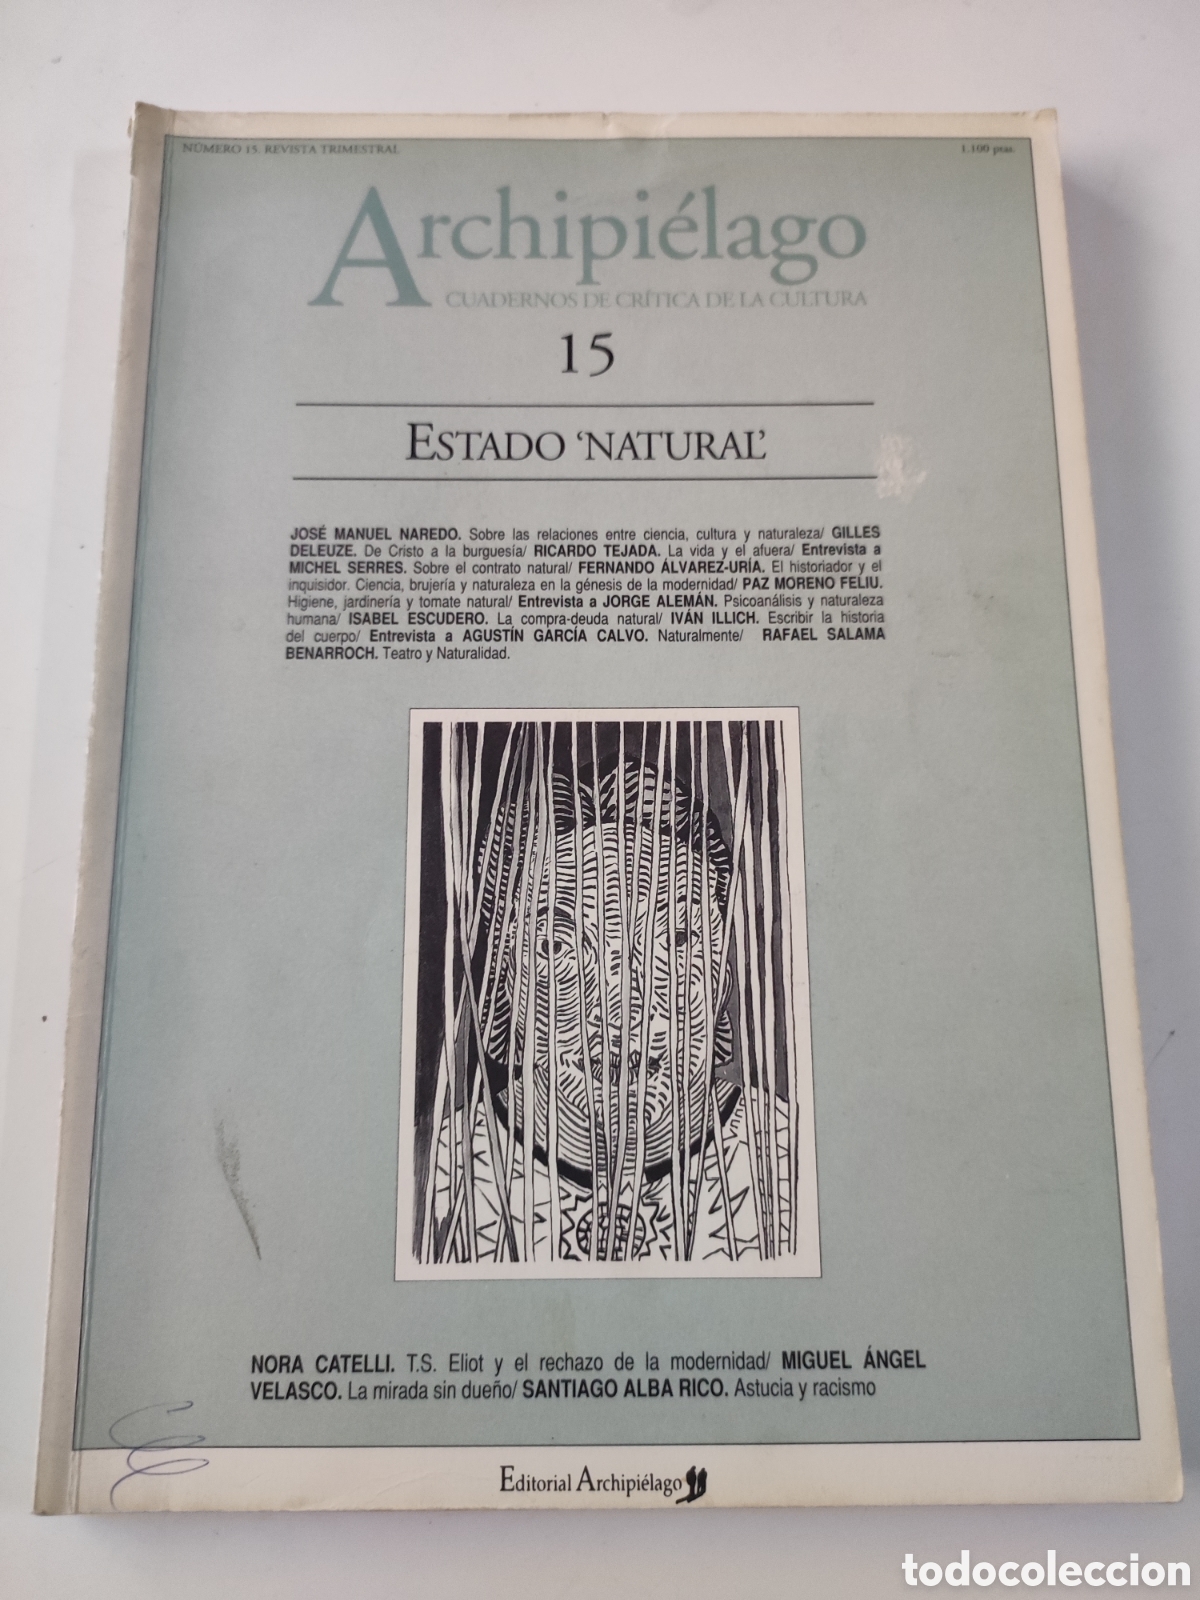 NÚMERO 15. REVISTA TRIMESTRAL
1.100 ptas.
Archipiélago
CUADERNOS DE CRÍTICA DE LA CULTURA
15
ESTADO ‘NATURAL’
JOSÉ MANUEL NAREDO. Sobre las relaciones entre ciencia, cultura y naturaleza/ GILLES
DELEUZE. De Cristo a la burguesía/ RICARDO TEJADA. La vida y el afuera/ Entrevista a
MICHEL SERRES. Sobre el contrato natural/ FERNANDO ÁLVAREZ-URÍA. El historiador y el
inquisidor. Ciencia, brujería y naturaleza en la génesis de la modernidad/ PAZ MORENO FELIU.
Higiene, jardinería y tomate natural/ Entrevista a JORGE ALEMÁN. Psicoanálisis y naturaleza
humana/ ISABEL ESCUDERO. La compra-deuda natural/ IVÁN ILLICH. Escribir la historia
del cuerpo/ Entrevista a AGUSTÍN GARCÍA CALVO. Naturalmente/ RAFAEL SALAMA
BENARROCH. Teatro y Naturalidad.
NORA CATELLI. T.S. Eliot y el rechazo de la modernidad/ MIGUEL ÁNGEL
VELASCO. La mirada sin dueño/ SANTIAGO ALBA RICO. Astucia y racismo
Editorial Archipiélago
todocoleccion